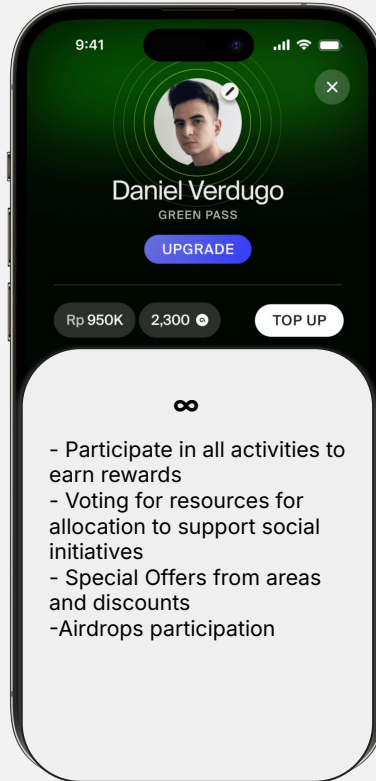 9:41
Daniel Verdugo
GREEN PASS
UPGRADE
Rp 950K 2,300 TOP UP
∞
- Participate in all activities to
earn rewards
- Voting for resources for
allocation to support social
initiatives
- Special Offers from areas
and discounts
-Airdrops participation